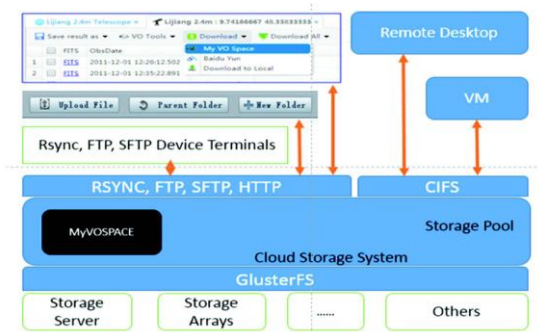 Lijiang 2.4m Telescope
Lijiang 2.4m : 9.74166667 40.33033333
Save result as
VO Tools
Download
Download All
FITS ObsDate
My VO Space
Baidu Yun
Download to Local
1 FITS 2011-12-01 12:26:12.502
2 FITS 2011-12-01 12:35:22.891
Upload File
Parent Folder
New Folder
Remote Desktop
VM
Rsync, FTP, SFTP Device Terminals
RSYNC, FTP, SFTP, HTTP
CIFS
MyVOSPACE
Storage Pool
Cloud Storage System
GlusterFS
Storage
Server
Storage
Arrays
......
Others